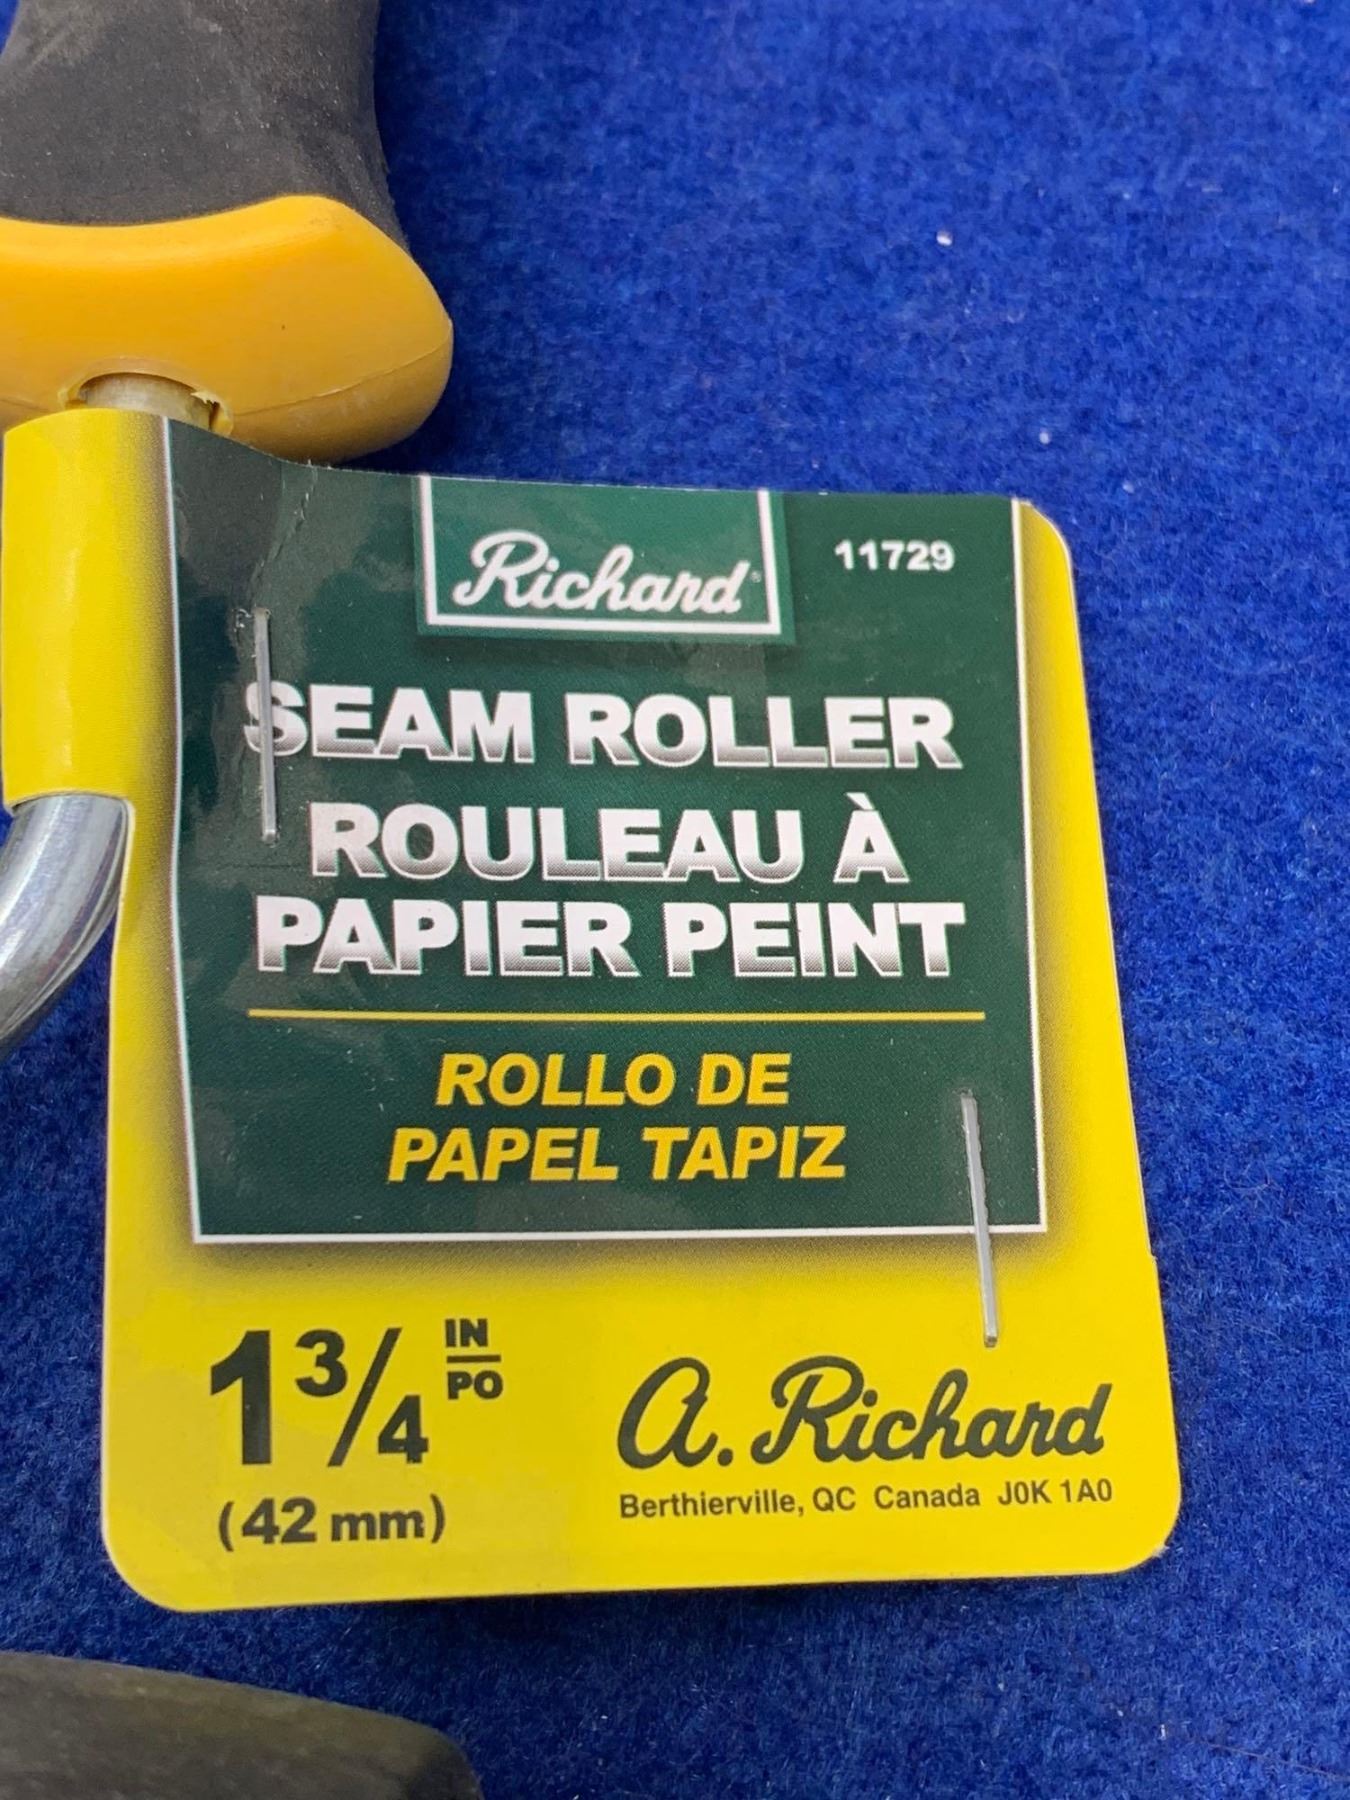 Richard
11729
SEAM ROLLER
ROULEAU À
PAPIER PEINT
ROLLO DE
PAPEL TAPIZ
1 3/4 IN/PO
(42 mm)
A. Richard
Berthierville, QC Canada J0K 1A0